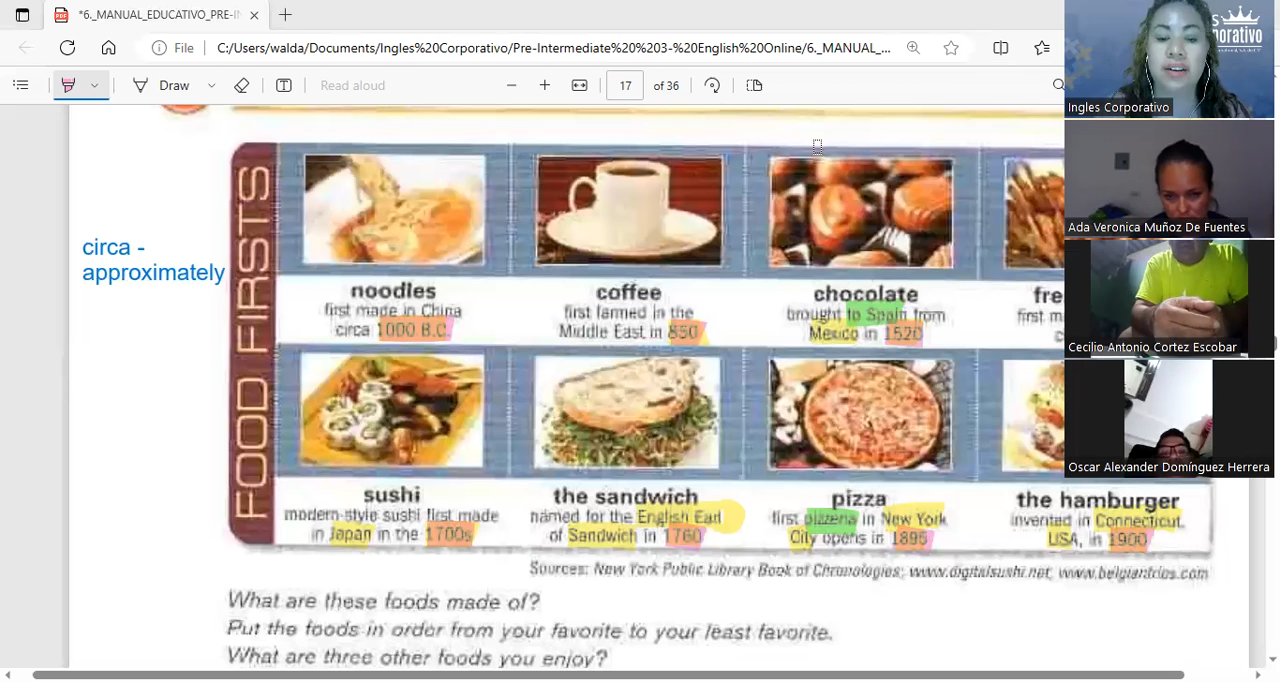 *6._MANUAL_EDUCATIVO_PRE-IN
File
C:/Users/walda/Documents/Ingles%20Corporativo/Pre-Intermediate%20%203-%20English%20Online/6._MANUAL_...
Draw
Read aloud
17 of 36
Ingles Corporativo
Ada Veronica Muñoz De Fuentes
Cecilio Antonio Cortez Escobar
Oscar Alexander Domínguez Herrera
circa -
approximately
FOOD FIRSTS
noodles
first made in China
circa 1000 B.C.
coffee
first farmed in the
Middle East in 850
chocolate
brought to Spain from
Mexico in 1520
sushi
modern-style sushi first made
in Japan in the 1700s
the sandwich
named for the English Earl
of Sandwich in 1760
pizza
first pizzeria in New York
City opens in 1895
the hamburger
invented in Connecticut,
USA, in 1900
Sources: New York Public Library Book of Chronologies; www.digitalsushi.net, www.belgianfries.com
What are these foods made of?
Put the foods in order from your favorite to your least favorite.
What are three other foods you enjoy?